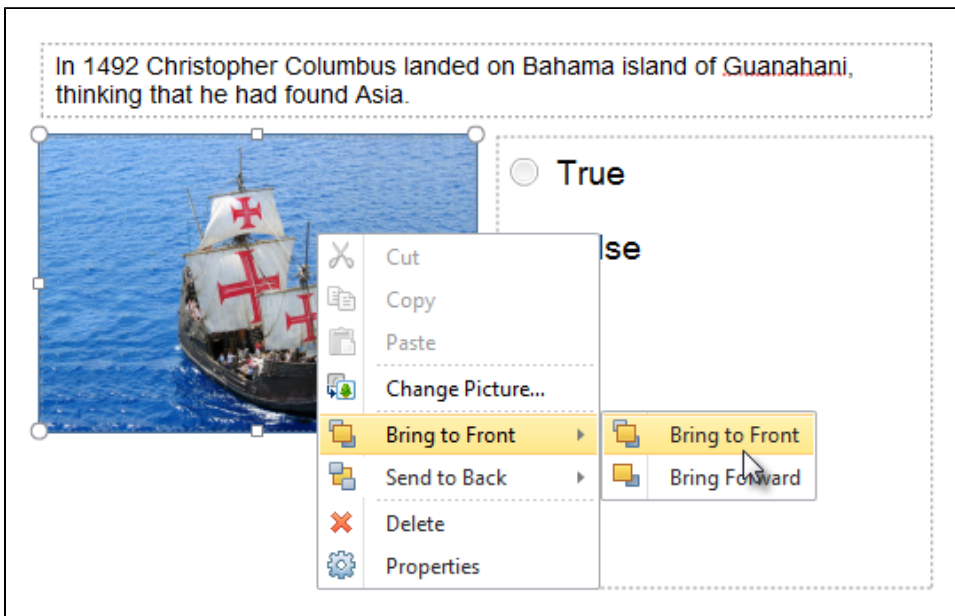 In 1492 Christopher Columbus landed on Bahama island of Guanahani,
thinking that he had found Asia.
True
lse
Cut
Copy
Paste
Change Picture...
Bring to Front
Bring to Front
Send to Back
Bring Forward
Delete
Properties